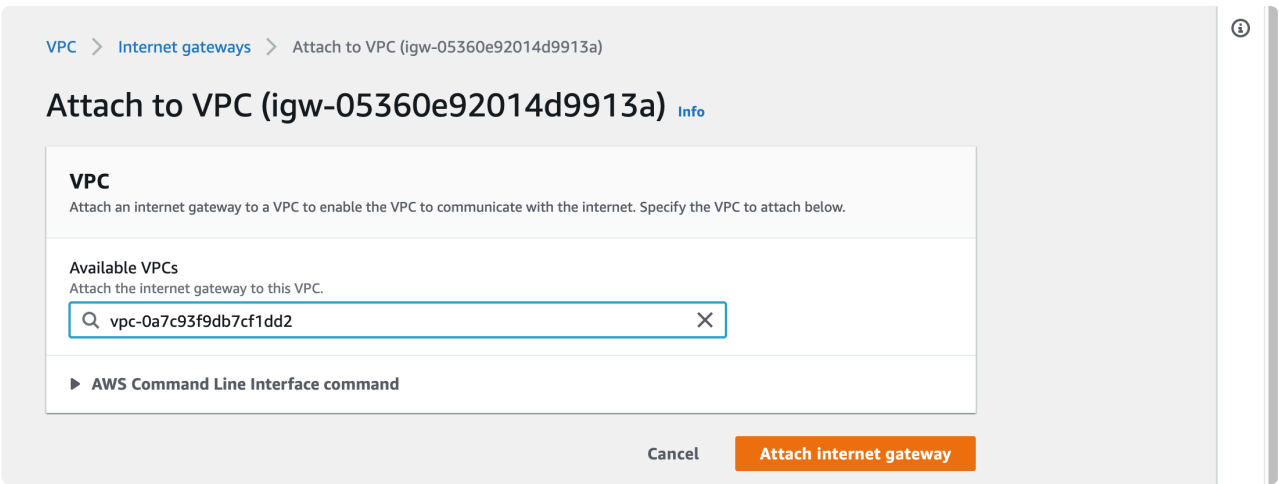 VPC > Internet gateways > Attach to VPC (igw-05360e92014d9913a)
Attach to VPC (igw-05360e92014d9913a) Info
VPC
Attach an internet gateway to a VPC to enable the VPC to communicate with the internet. Specify the VPC to attach below.
Available VPCs
Attach the internet gateway to this VPC.
vpc-0a7c93f9db7cf1dd2
AWS Command Line Interface command
Cancel Attach internet gateway